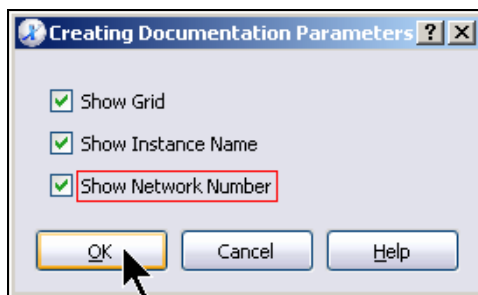 Creating Documentation Parameters ? X
Show Grid
Show Instance Name
Show Network Number
OK Cancel Help